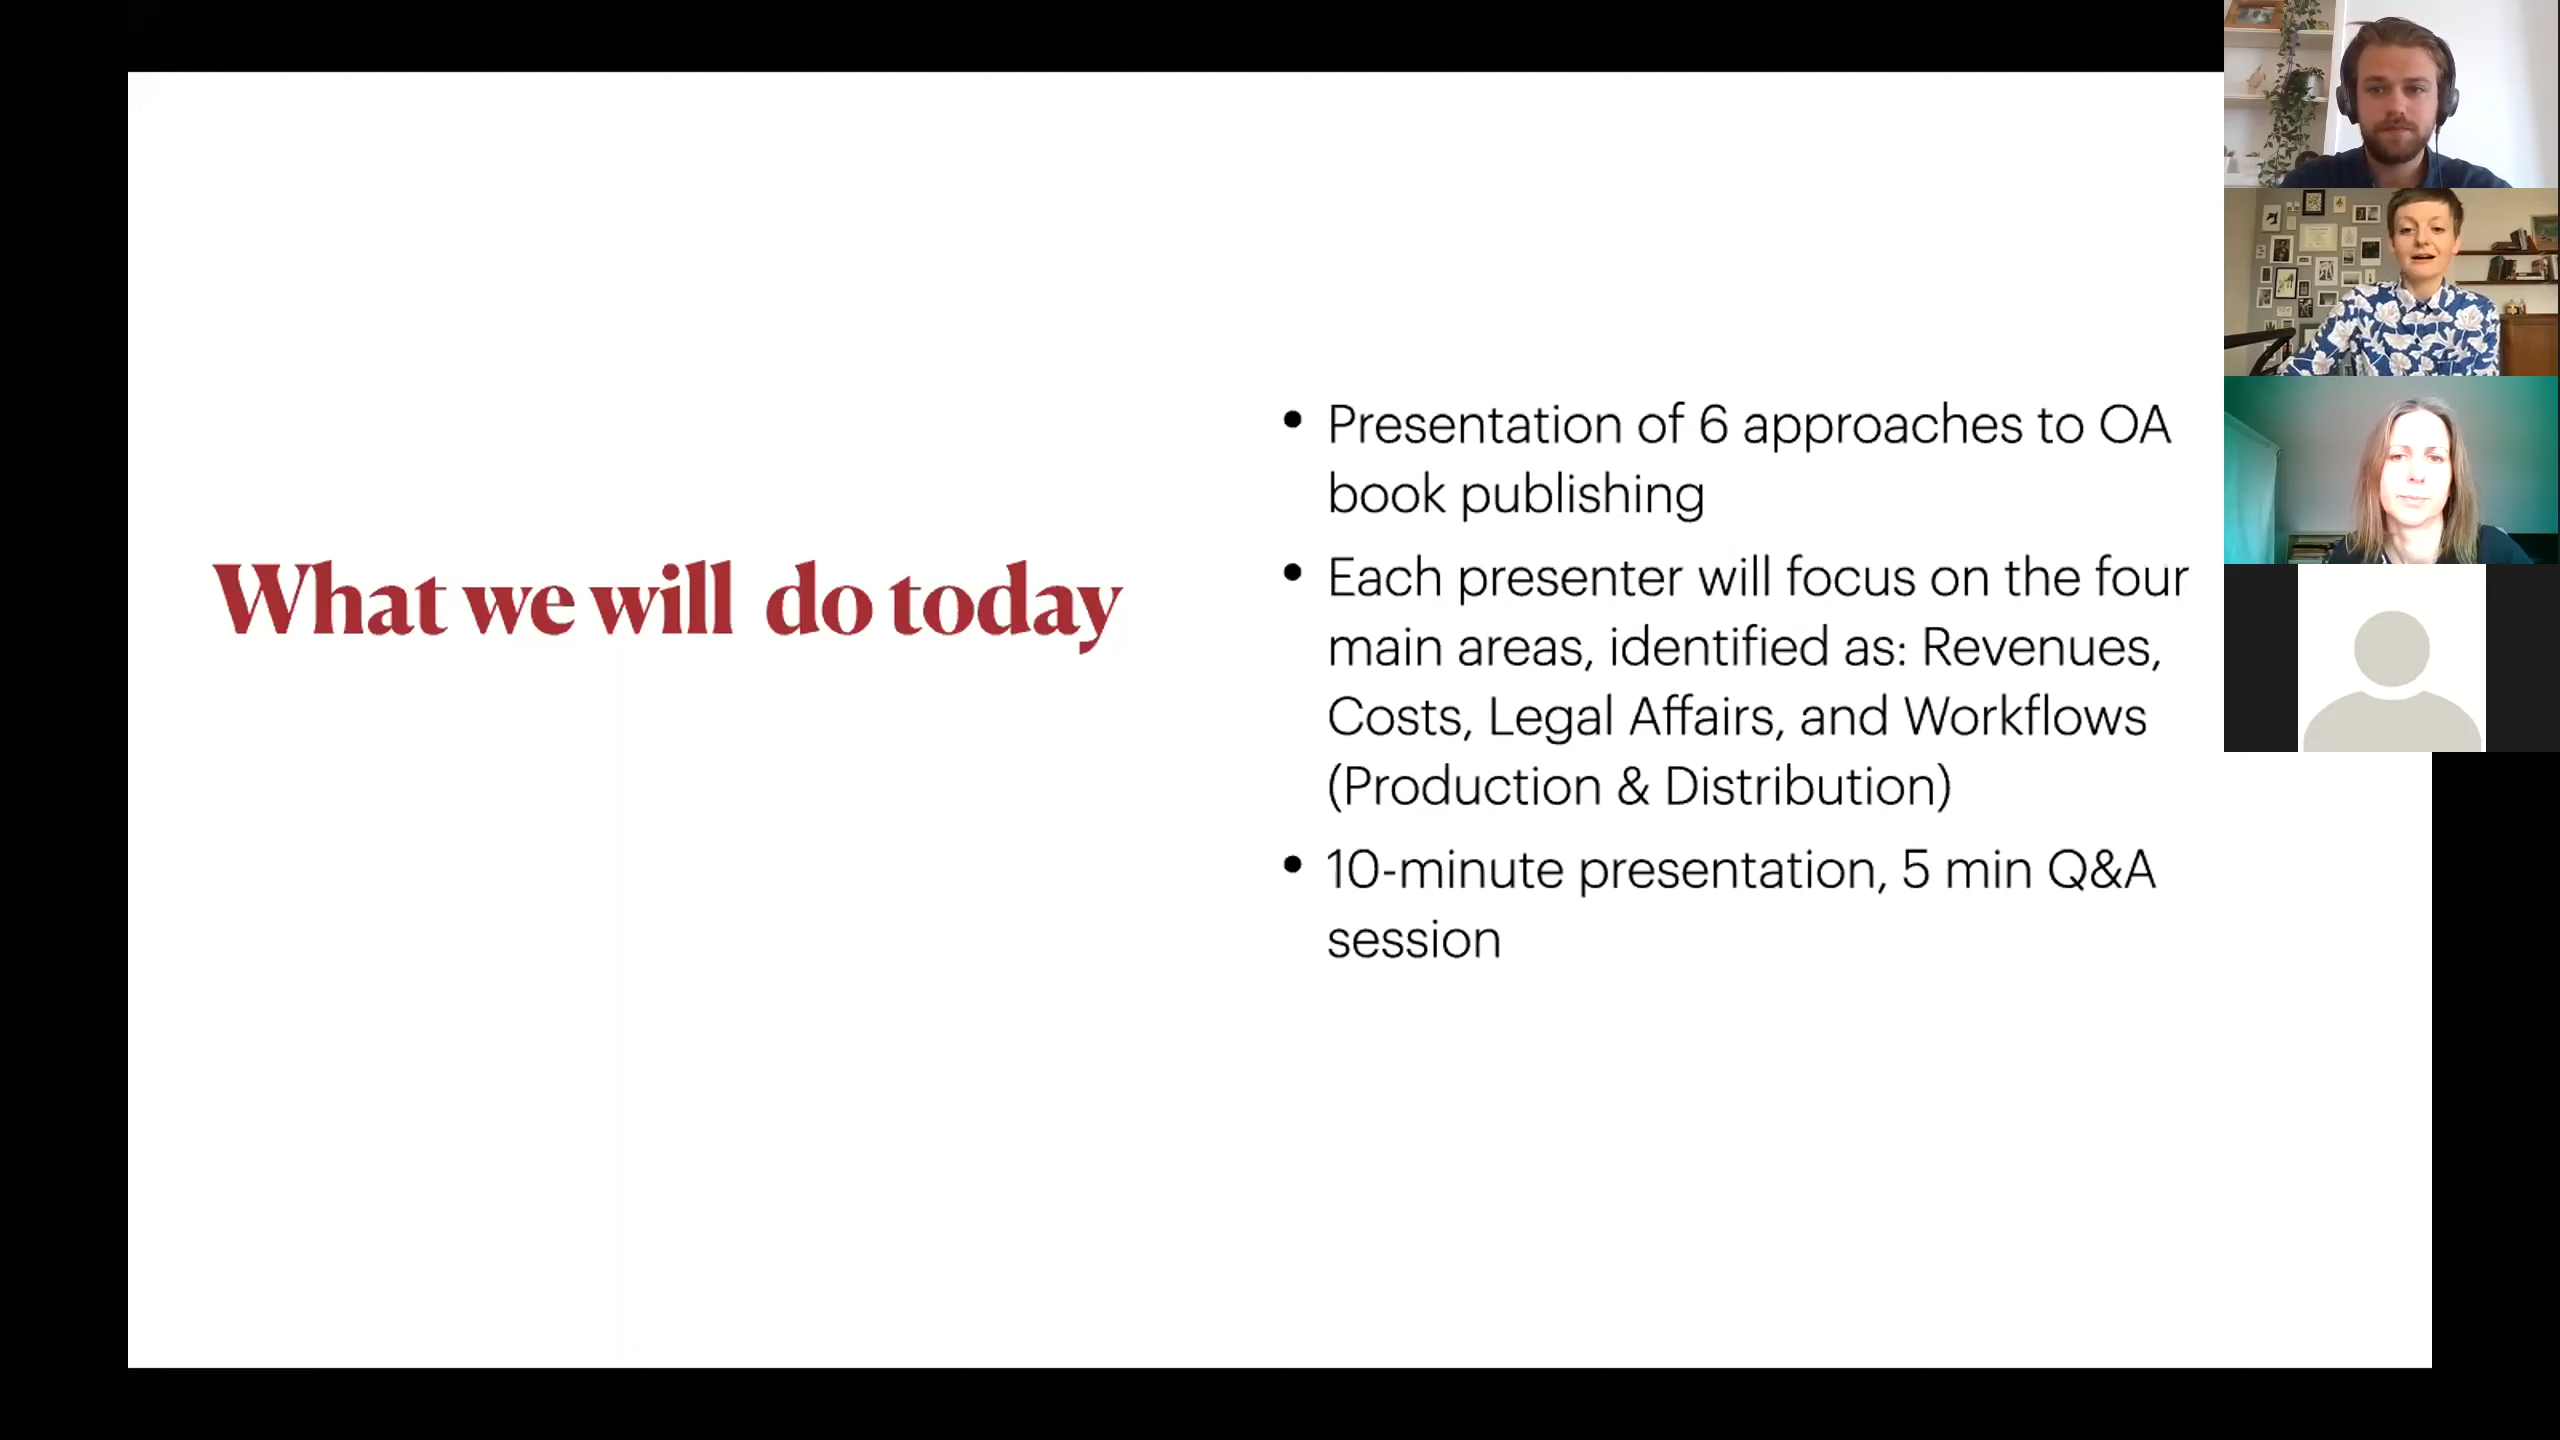 What we will do today
• Presentation of 6 approaches to OA
book publishing
• Each presenter will focus on the four
main areas, identified as: Revenues,
Costs, Legal Affairs, and Workflows
(Production & Distribution)
• 10-minute presentation, 5 min Q&A
session